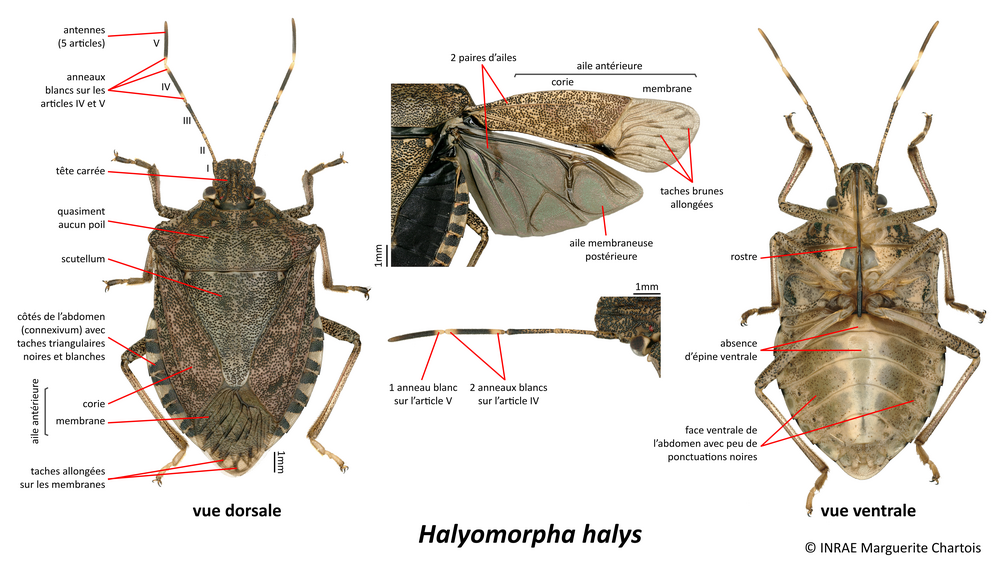 antennes
(5 articles)
V
anneaux
blancs sur les
articles IV et V
IV
III
II
I
tête carrée
quasiment
aucun poil
scutellum
côtés de l'abdomen
(connexivum) avec
taches triangulaires
noires et blanches
aile antérieure
corie
membrane
taches allongées
sur les membranes
1mm
vue dorsale
2 paires d'ailes
aile antérieure
corie
membrane
taches brunes
allongées
aile membraneuse
postérieure
1mm
1mm
1 anneau blanc
sur l'article V
2 anneaux blancs
sur l'article IV
Halyomorpha halys
rostre
absence
d'épine ventrale
face ventrale de
l'abdomen avec peu de
ponctuations noires
vue ventrale
© INRAE Marguerite Chartois